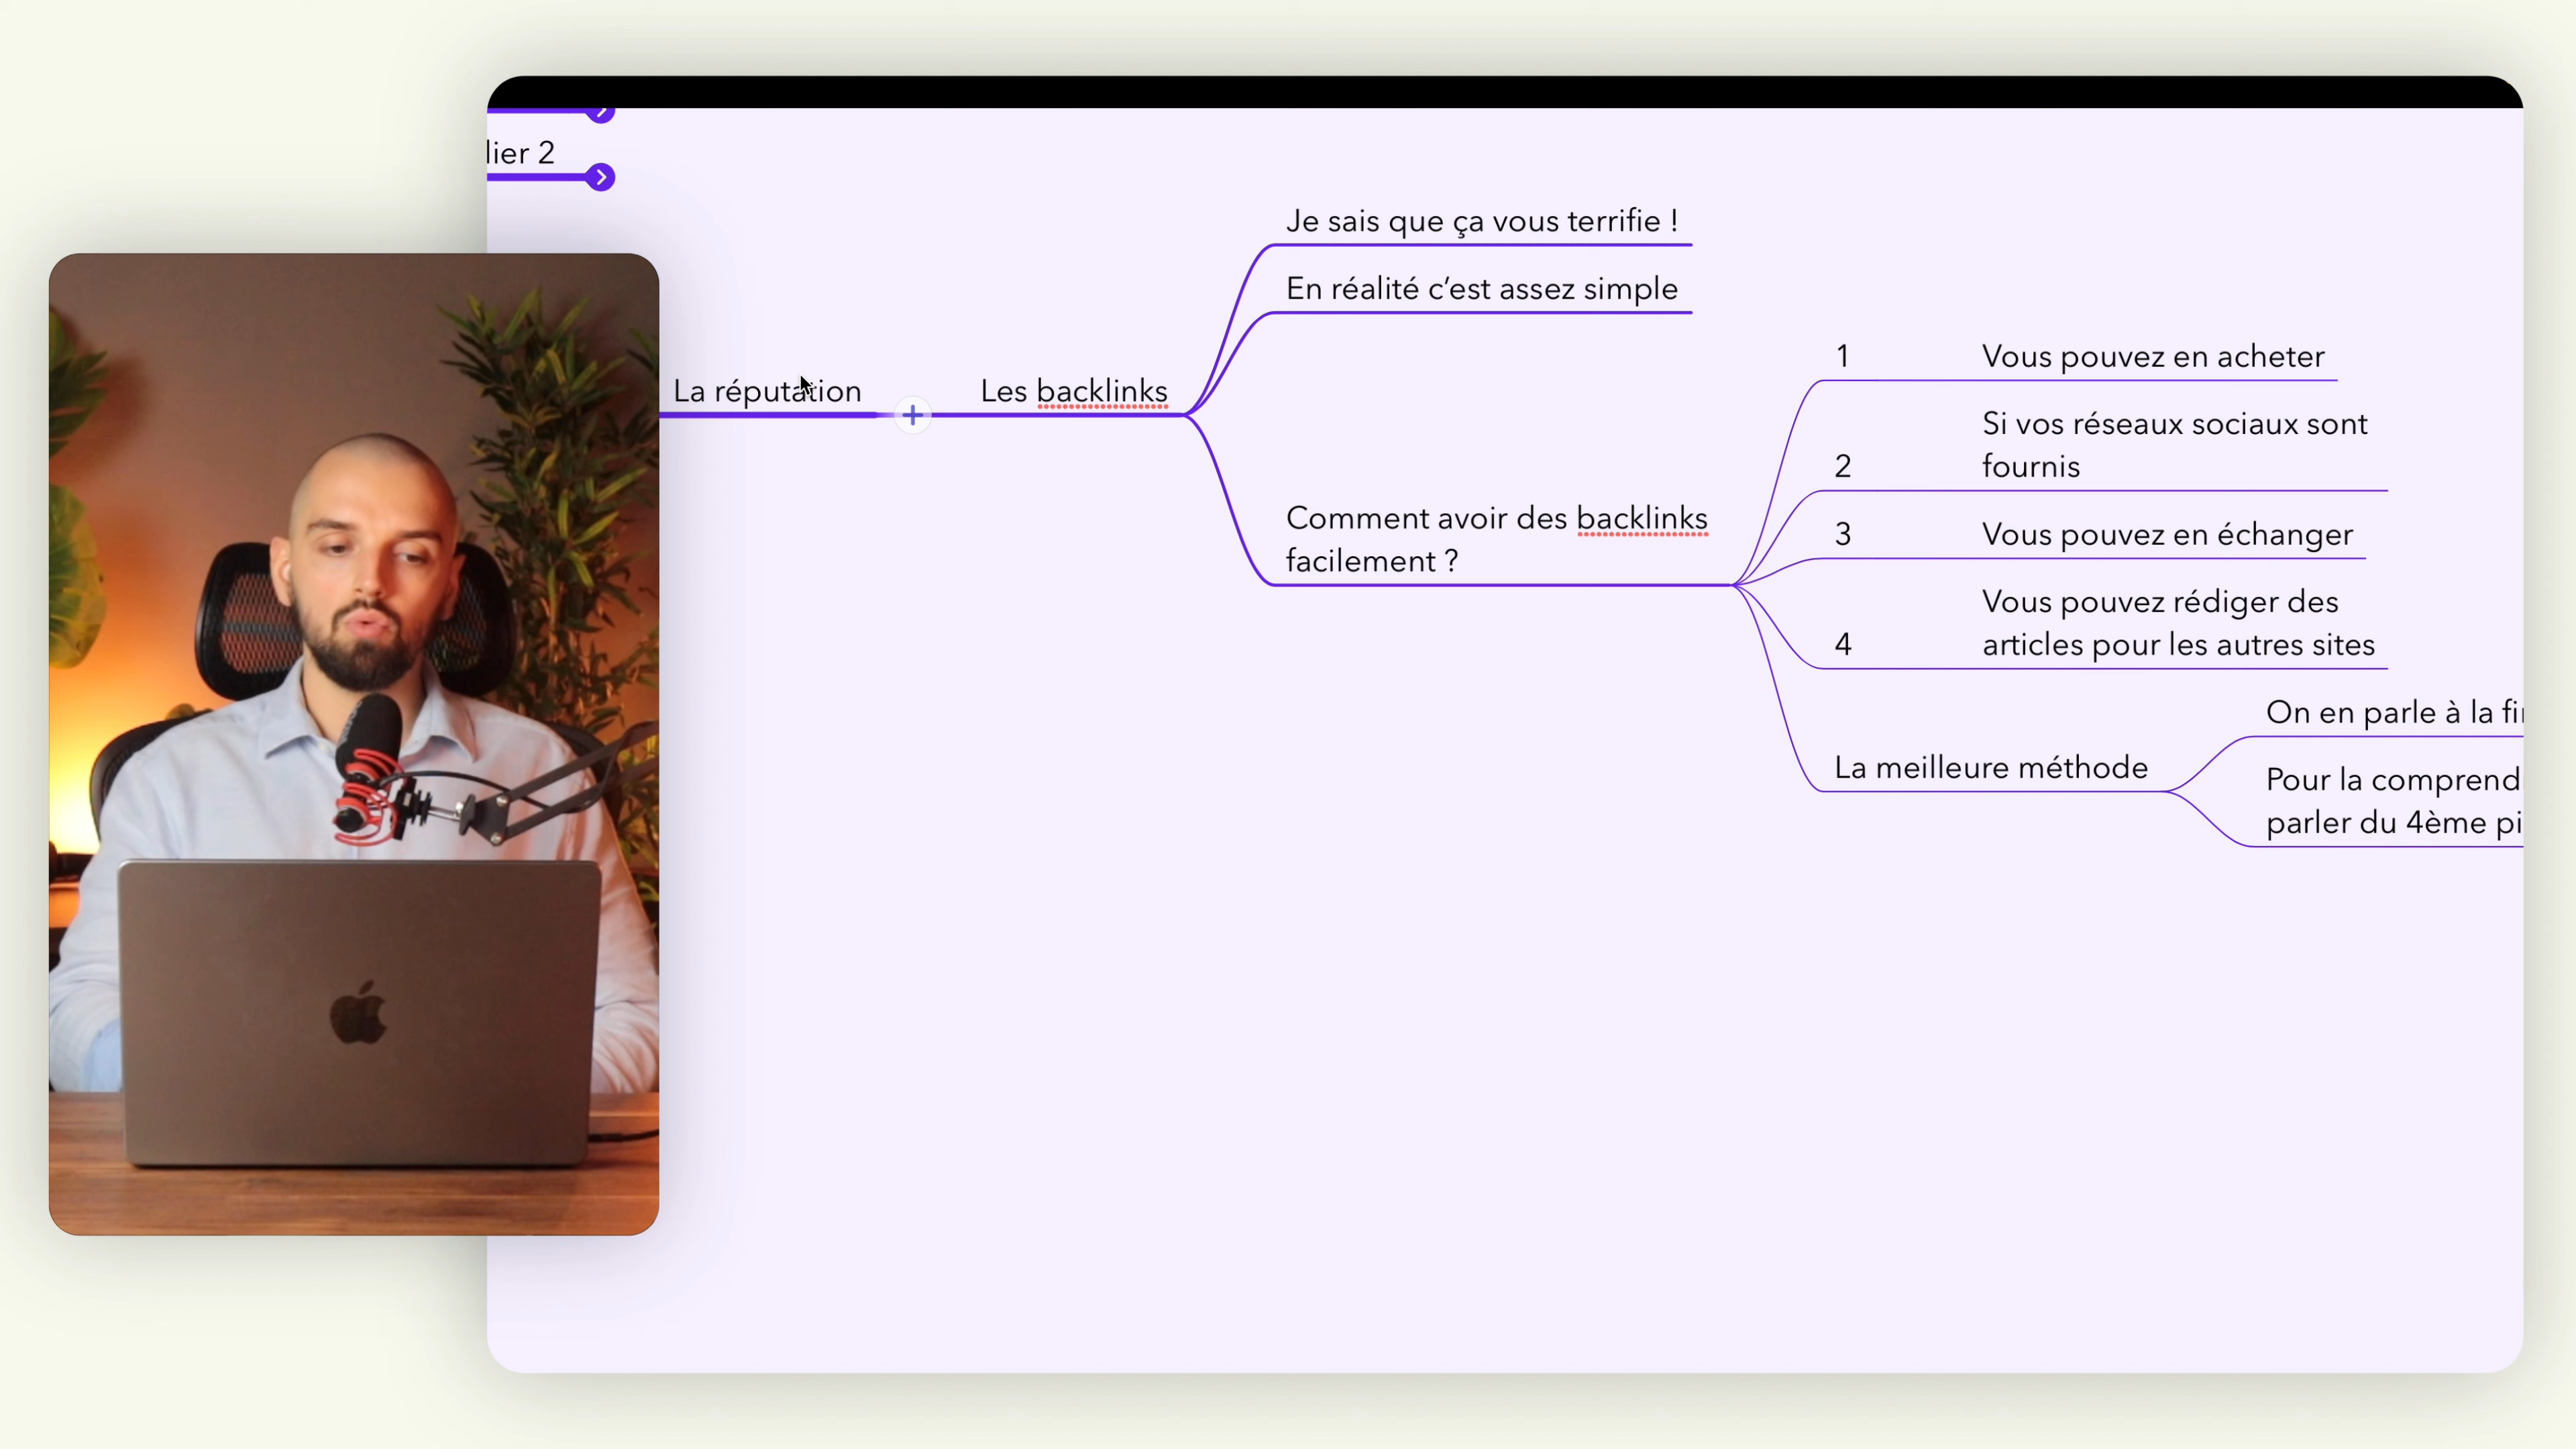 lier 2
Je sais que ça vous terrifie !
En réalité c’est assez simple
La réputation
Les backlinks
Comment avoir des backlinks
facilement ?
1 Vous pouvez en acheter
Si vos réseaux sociaux sont
2 fournis
3 Vous pouvez en échanger
Vous pouvez rédiger des
4 articles pour les autres sites
La meilleure méthode
On en parle à la fi
Pour la comprend
parler du 4ème pi